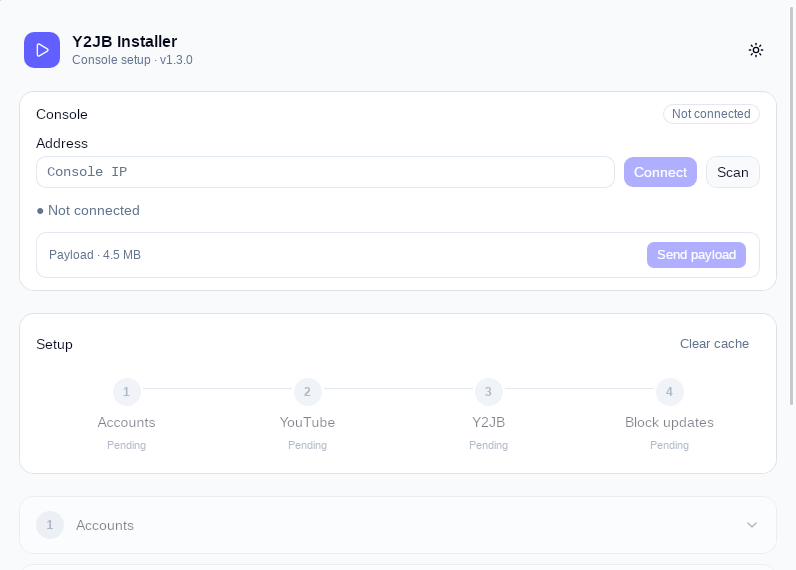 Y2JB Installer
Console setup · v1.3.0
Console
Not connected
Address
Console IP
Connect
Scan
● Not connected
Payload · 4.5 MB
Send payload
Setup
Clear cache
1
2
3
4
Accounts
YouTube
Y2JB
Block updates
Pending
Pending
Pending
Pending
1
Accounts